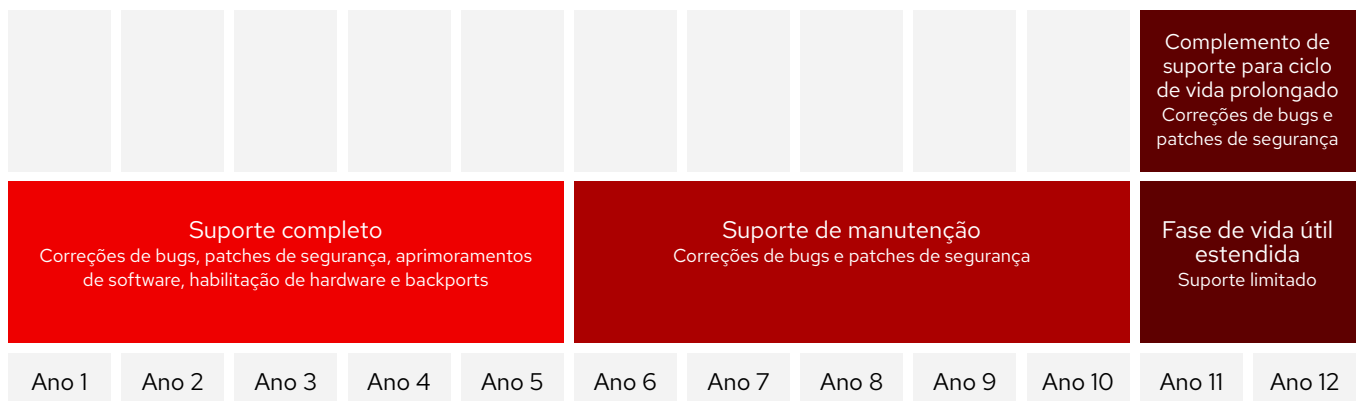 Complemento de
suporte para ciclo
de vida prolongado
Correções de bugs e
patches de segurança
Suporte completo
Correções de bugs, patches de segurança, aprimoramentos
de software, habilitação de hardware e backports
Suporte de manutenção
Correções de bugs e patches de segurança
Fase de vida útil
estendida
Suporte limitado
Ano 1
Ano 2
Ano 3
Ano 4
Ano 5
Ano 6
Ano 7
Ano 8
Ano 9
Ano 10
Ano 11
Ano 12